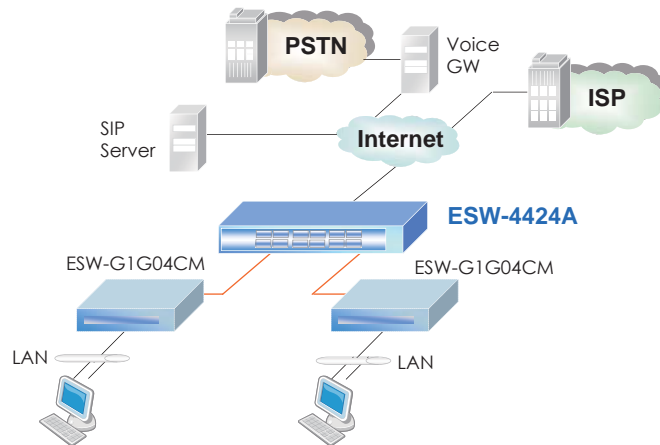 PSTN
Voice
GW
ISP
SIP
Server
Internet
ESW-4424A
ESW-G1G04CM
ESW-G1G04CM
LAN
LAN